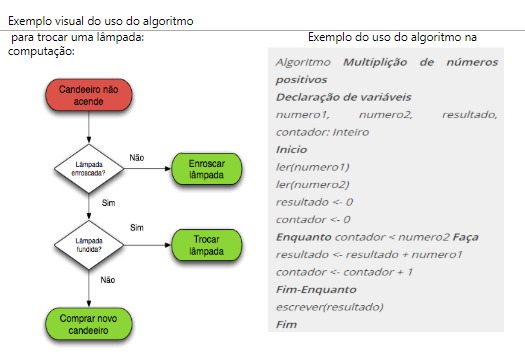 Exemplo visual do uso do algoritmo
para trocar uma lâmpada:
computação:
Candeeiro não
acende
Lâmpada
enroscada?
Não
Enroscar
lâmpada
Sim
Lâmpada
fundida?
Sim
Trocar
lâmpada
Não
Comprar novo
candeeiro
Exemplo do uso do algoritmo na
Algoritmo Multiplição de números
positivos
Declaração de variáveis
numero1, numero2, resultado,
contador: Inteiro
Inicio
ler(numero1)
ler(numero2)
resultado <- 0
contador <- 0
Enquanto contador < numero2 Faça
resultado <- resultado + numero1
contador <- contador + 1
Fim-Enquanto
escrever(resultado)
Fim